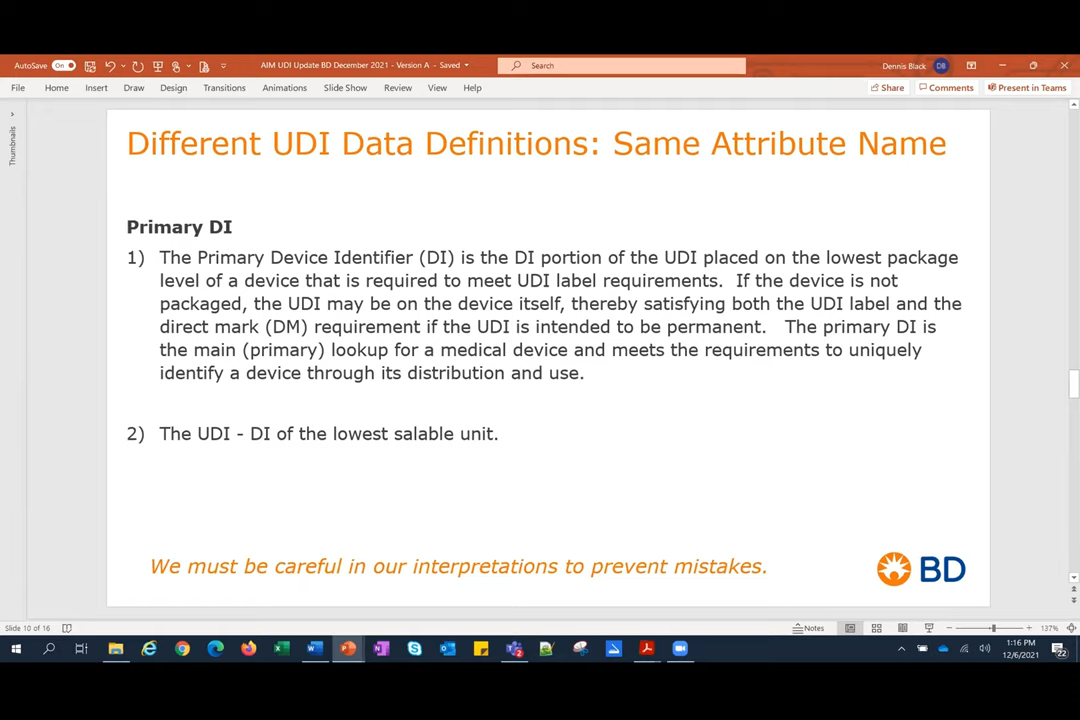 AutoSave On AIM UDI Update BD December 2021 - Version A - Saved Search Dennis Black DB
File Home Insert Draw Design Transitions Animations Slide Show Review View Help Share Comments Present in Teams
Thumbnails
Different UDI Data Definitions: Same Attribute Name
Primary DI
1) The Primary Device Identifier (DI) is the DI portion of the UDI placed on the lowest package
level of a device that is required to meet UDI label requirements. If the device is not
packaged, the UDI may be on the device itself, thereby satisfying both the UDI label and the
direct mark (DM) requirement if the UDI is intended to be permanent. The primary DI is
the main (primary) lookup for a medical device and meets the requirements to uniquely
identify a device through its distribution and use.
2) The UDI - DI of the lowest salable unit.
We must be careful in our interpretations to prevent mistakes.
BD
Slide 10 of 16 Notes 137%
1:16 PM
12/6/2021
22